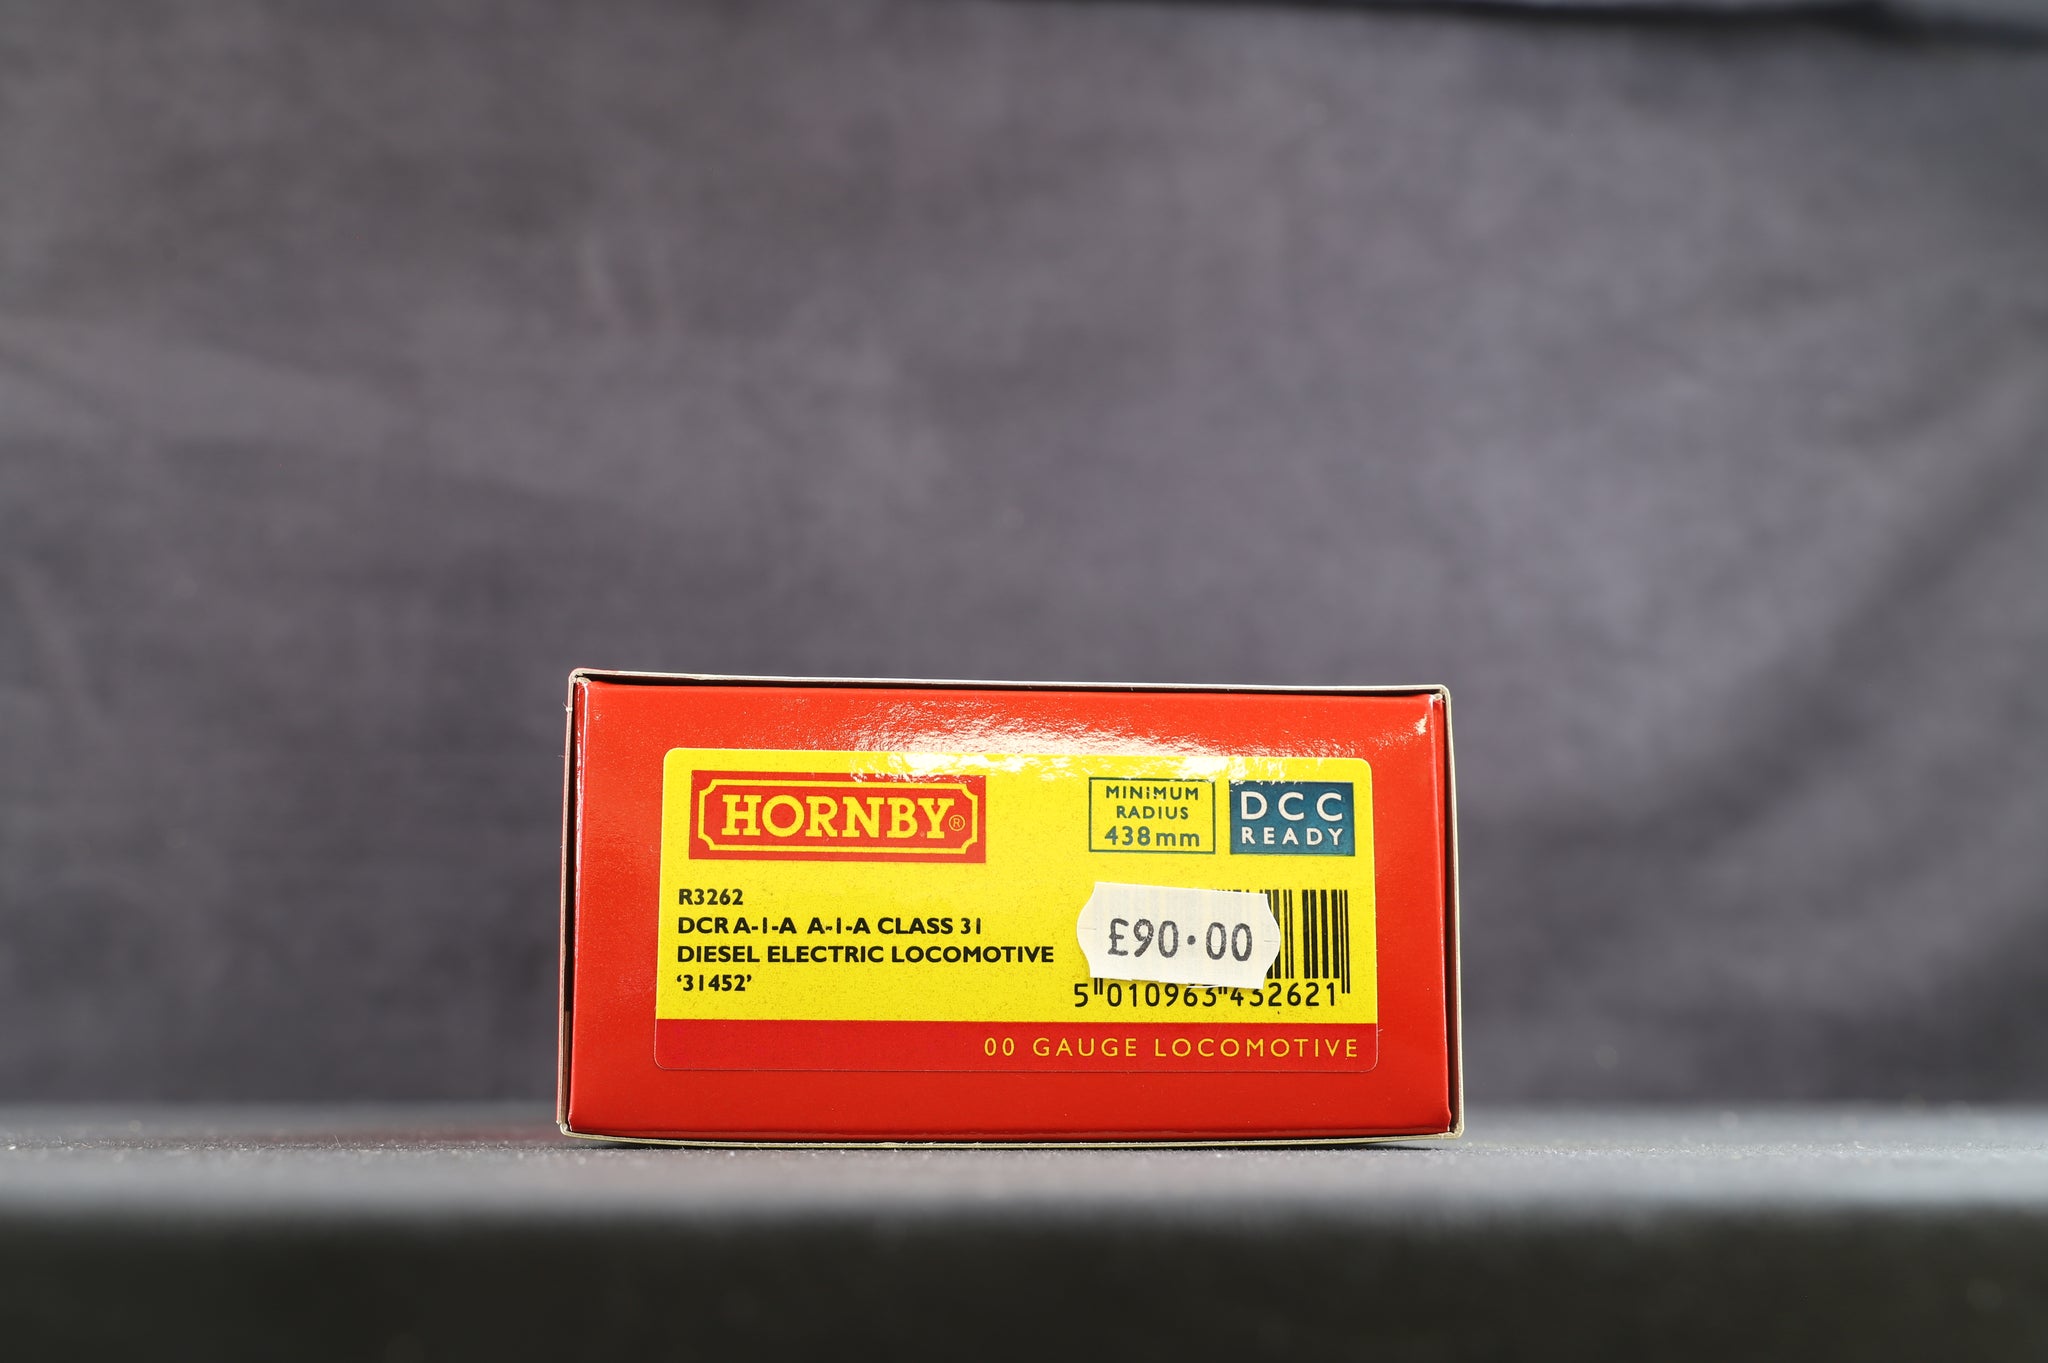 HORNBY®
MINIMUM
RADIUS
438mm
DCC
READY
R3262
DCR A-1-A A-1-A CLASS 31
DIESEL ELECTRIC LOCOMOTIVE
'31452'
£90.00
5 010963 432621
00 GAUGE LOCOMOTIVE